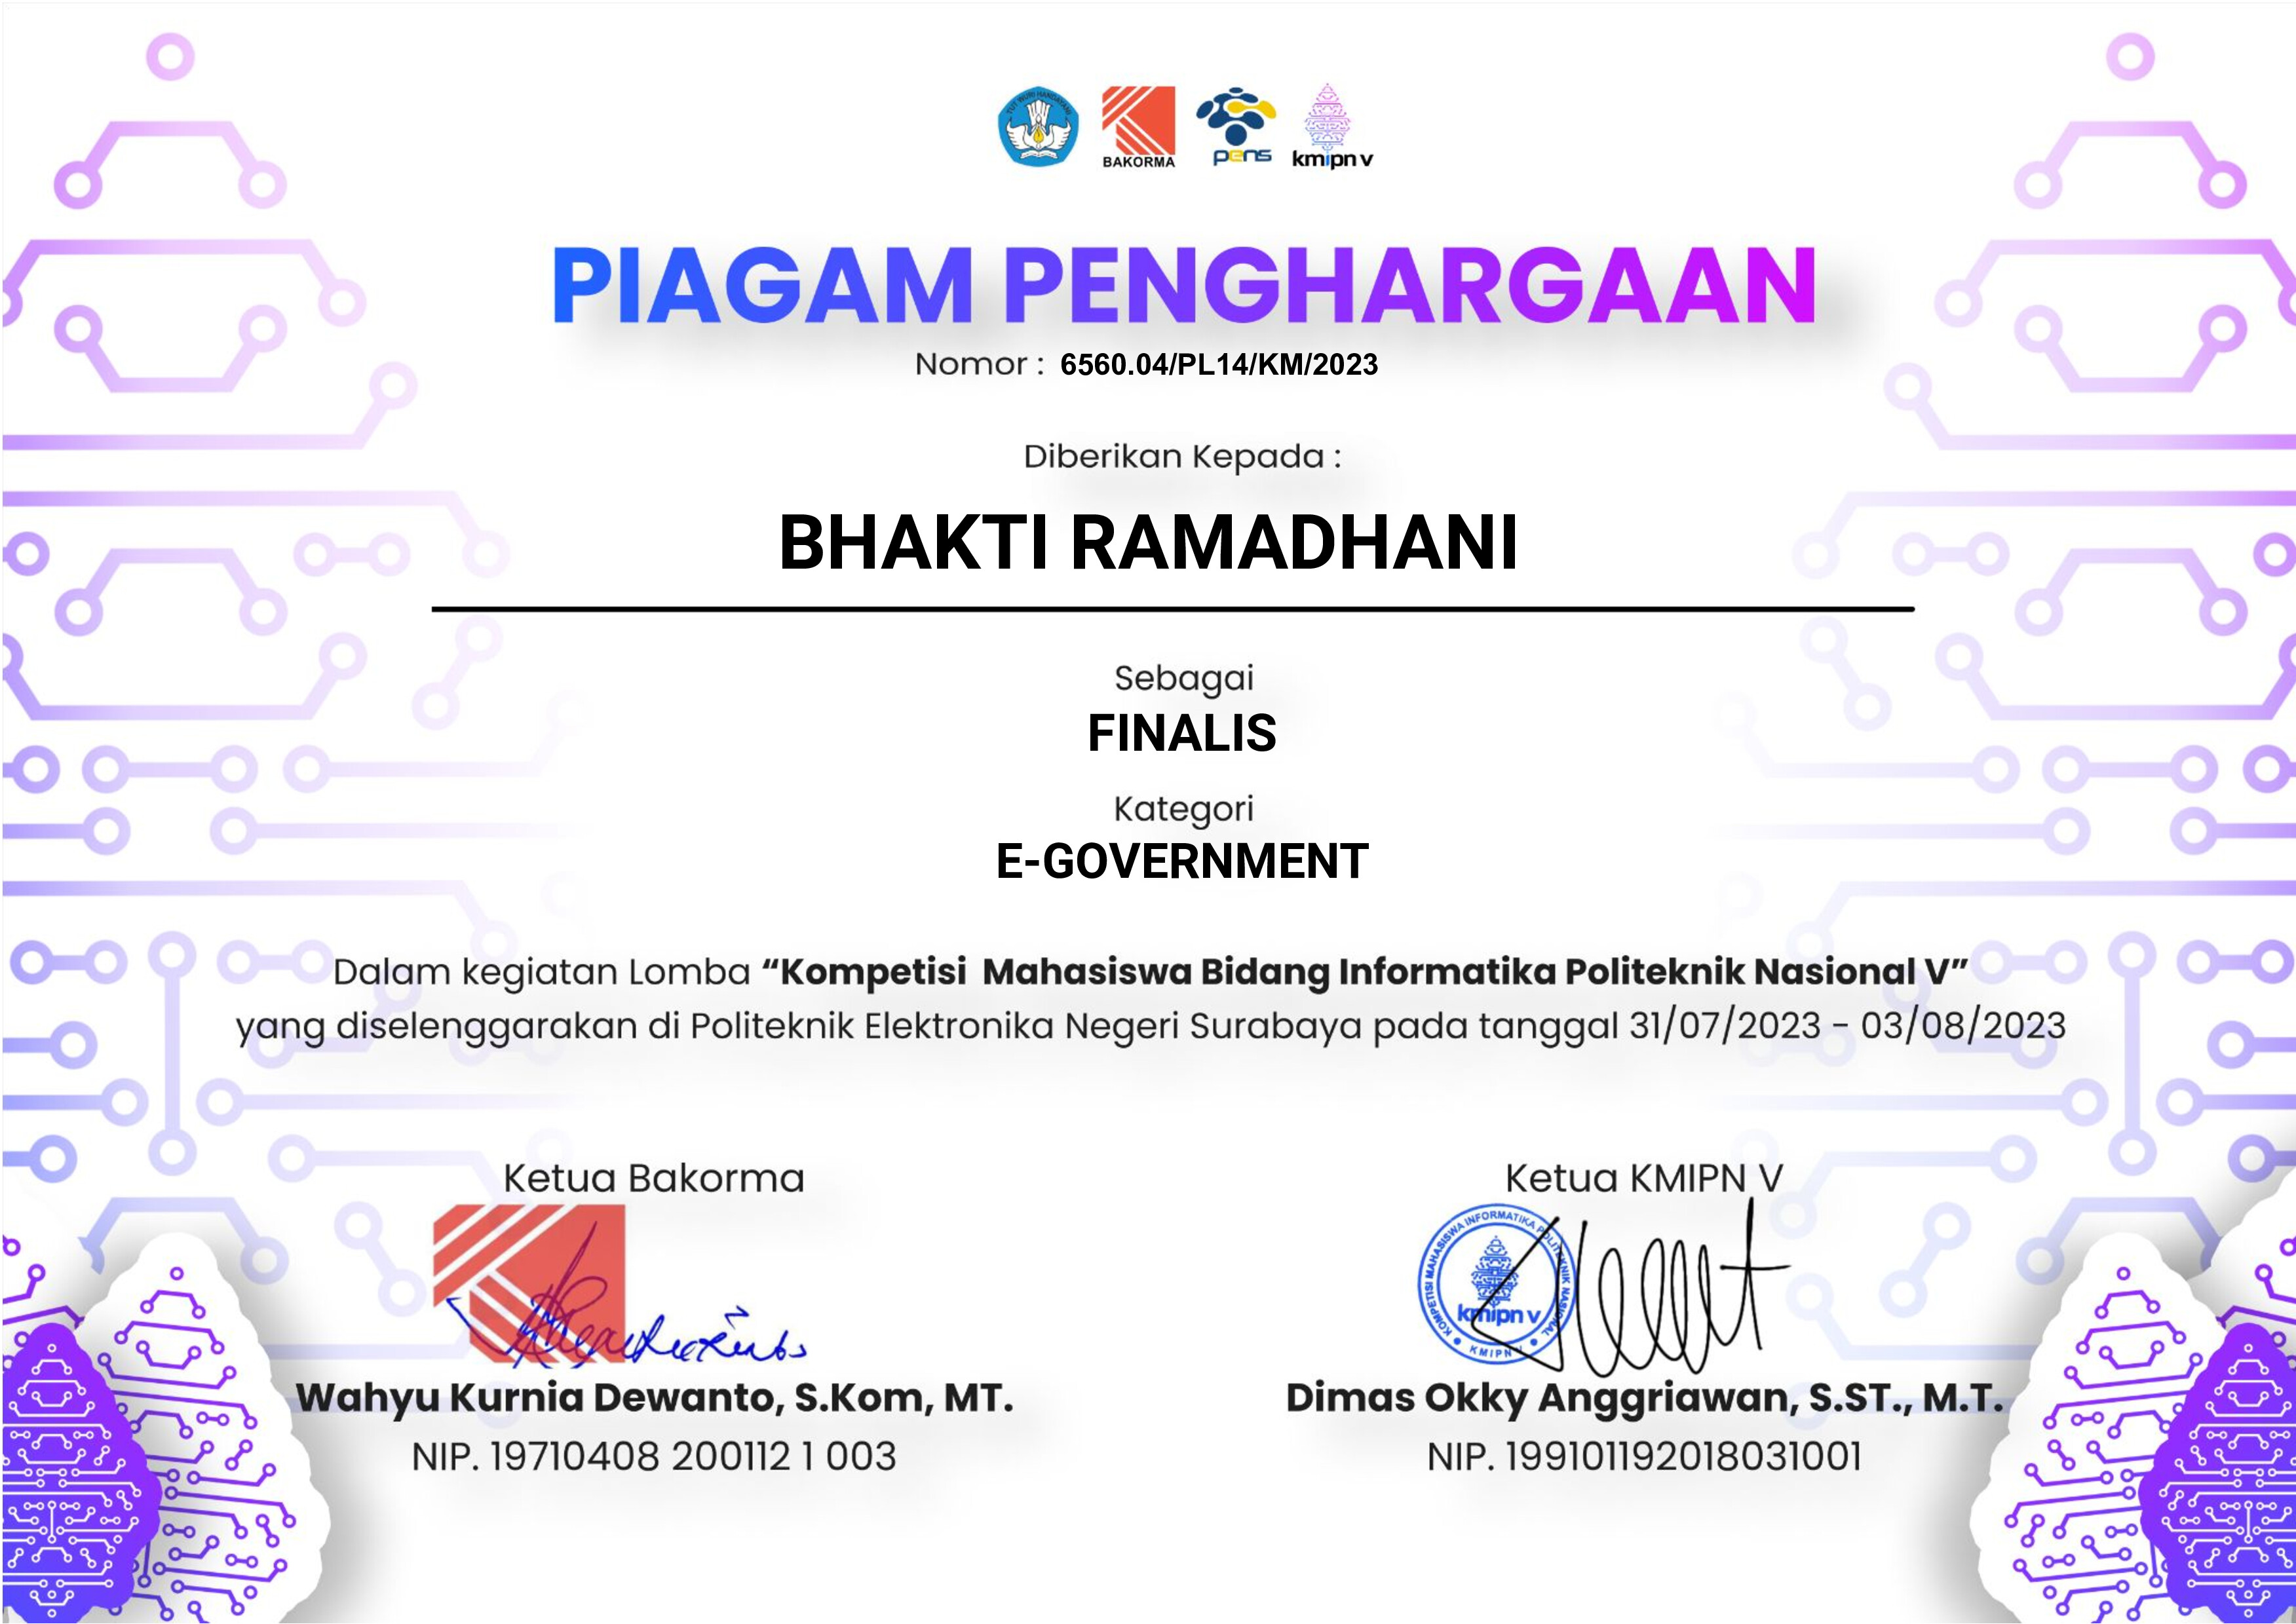 TUT WURI HANDAYANI
BAKORMA
pens
kmipn v
PIAGAM PENGHARGAAN
Nomor : 6560.04/PL14/KM/2023
Diberikan Kepada :
BHAKTI RAMADHANI
Sebagai
FINALIS
Kategori
E-GOVERNMENT
Dalam kegiatan Lomba “Kompetisi Mahasiswa Bidang Informatika Politeknik Nasional V”
yang diselenggarakan di Politeknik Elektronika Negeri Surabaya pada tanggal 31/07/2023 - 03/08/2023
Ketua Bakorma
Ketua KMIPN V
KOMPETISI MAHASISWA INFORMATIKA POLITEKNIK NASIONAL
kmipn v
KMIPN V
Wahyu Kurnia Dewanto, S.Kom, MT.
Dimas Okky Anggriawan, S.ST., M.T.
NIP. 19710408 200112 1 003
NIP. 199101192018031001